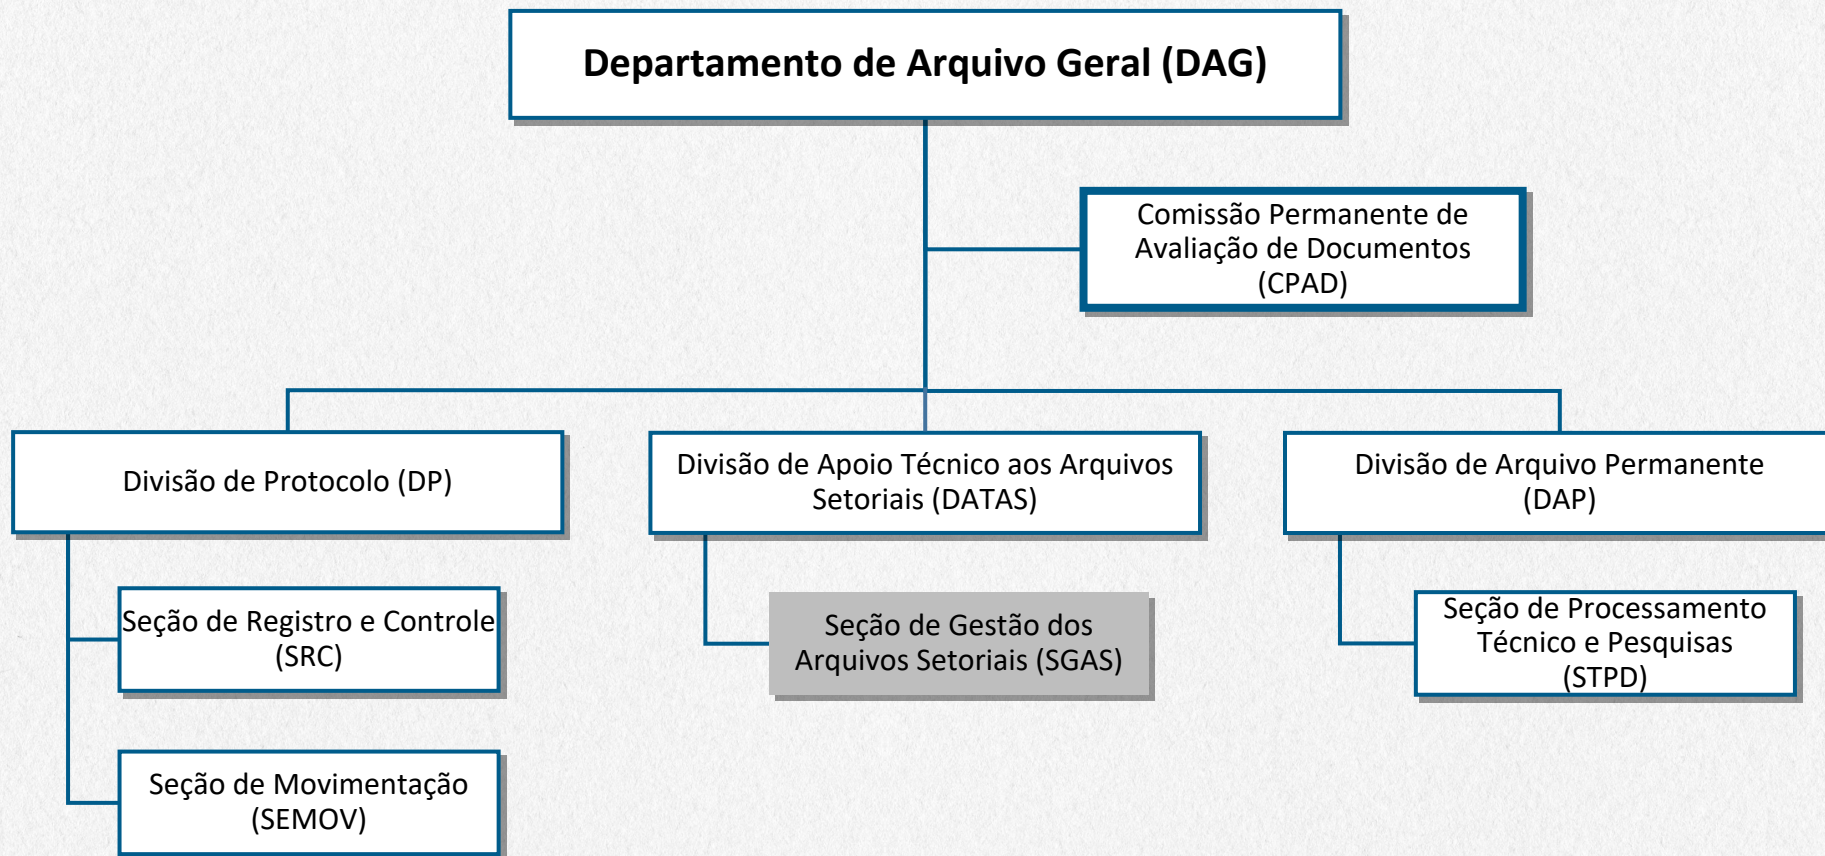 Departamento de Arquivo Geral (DAG)
Comissão Permanente de
Avaliação de Documentos
(CPAD)
Divisão de Protocolo (DP)
Divisão de Apoio Técnico aos Arquivos
Setoriais (DATAS)
Divisão de Arquivo Permanente
(DAP)
Seção de Registro e Controle
(SRC)
Seção de Gestão dos
Arquivos Setoriais (SGAS)
Seção de Processamento
Técnico e Pesquisas
(STPD)
Seção de Movimentação
(SEMOV)